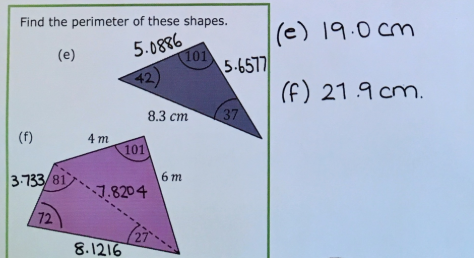 Find the perimeter of these shapes.
(e)
5.0886
101
5.6577
42
8.3 cm
37
(f)
4 m
101
3.733
81
6 m
7.8204
72
27
8.1216
(e) 19.0 cm
(f) 21.9 cm.